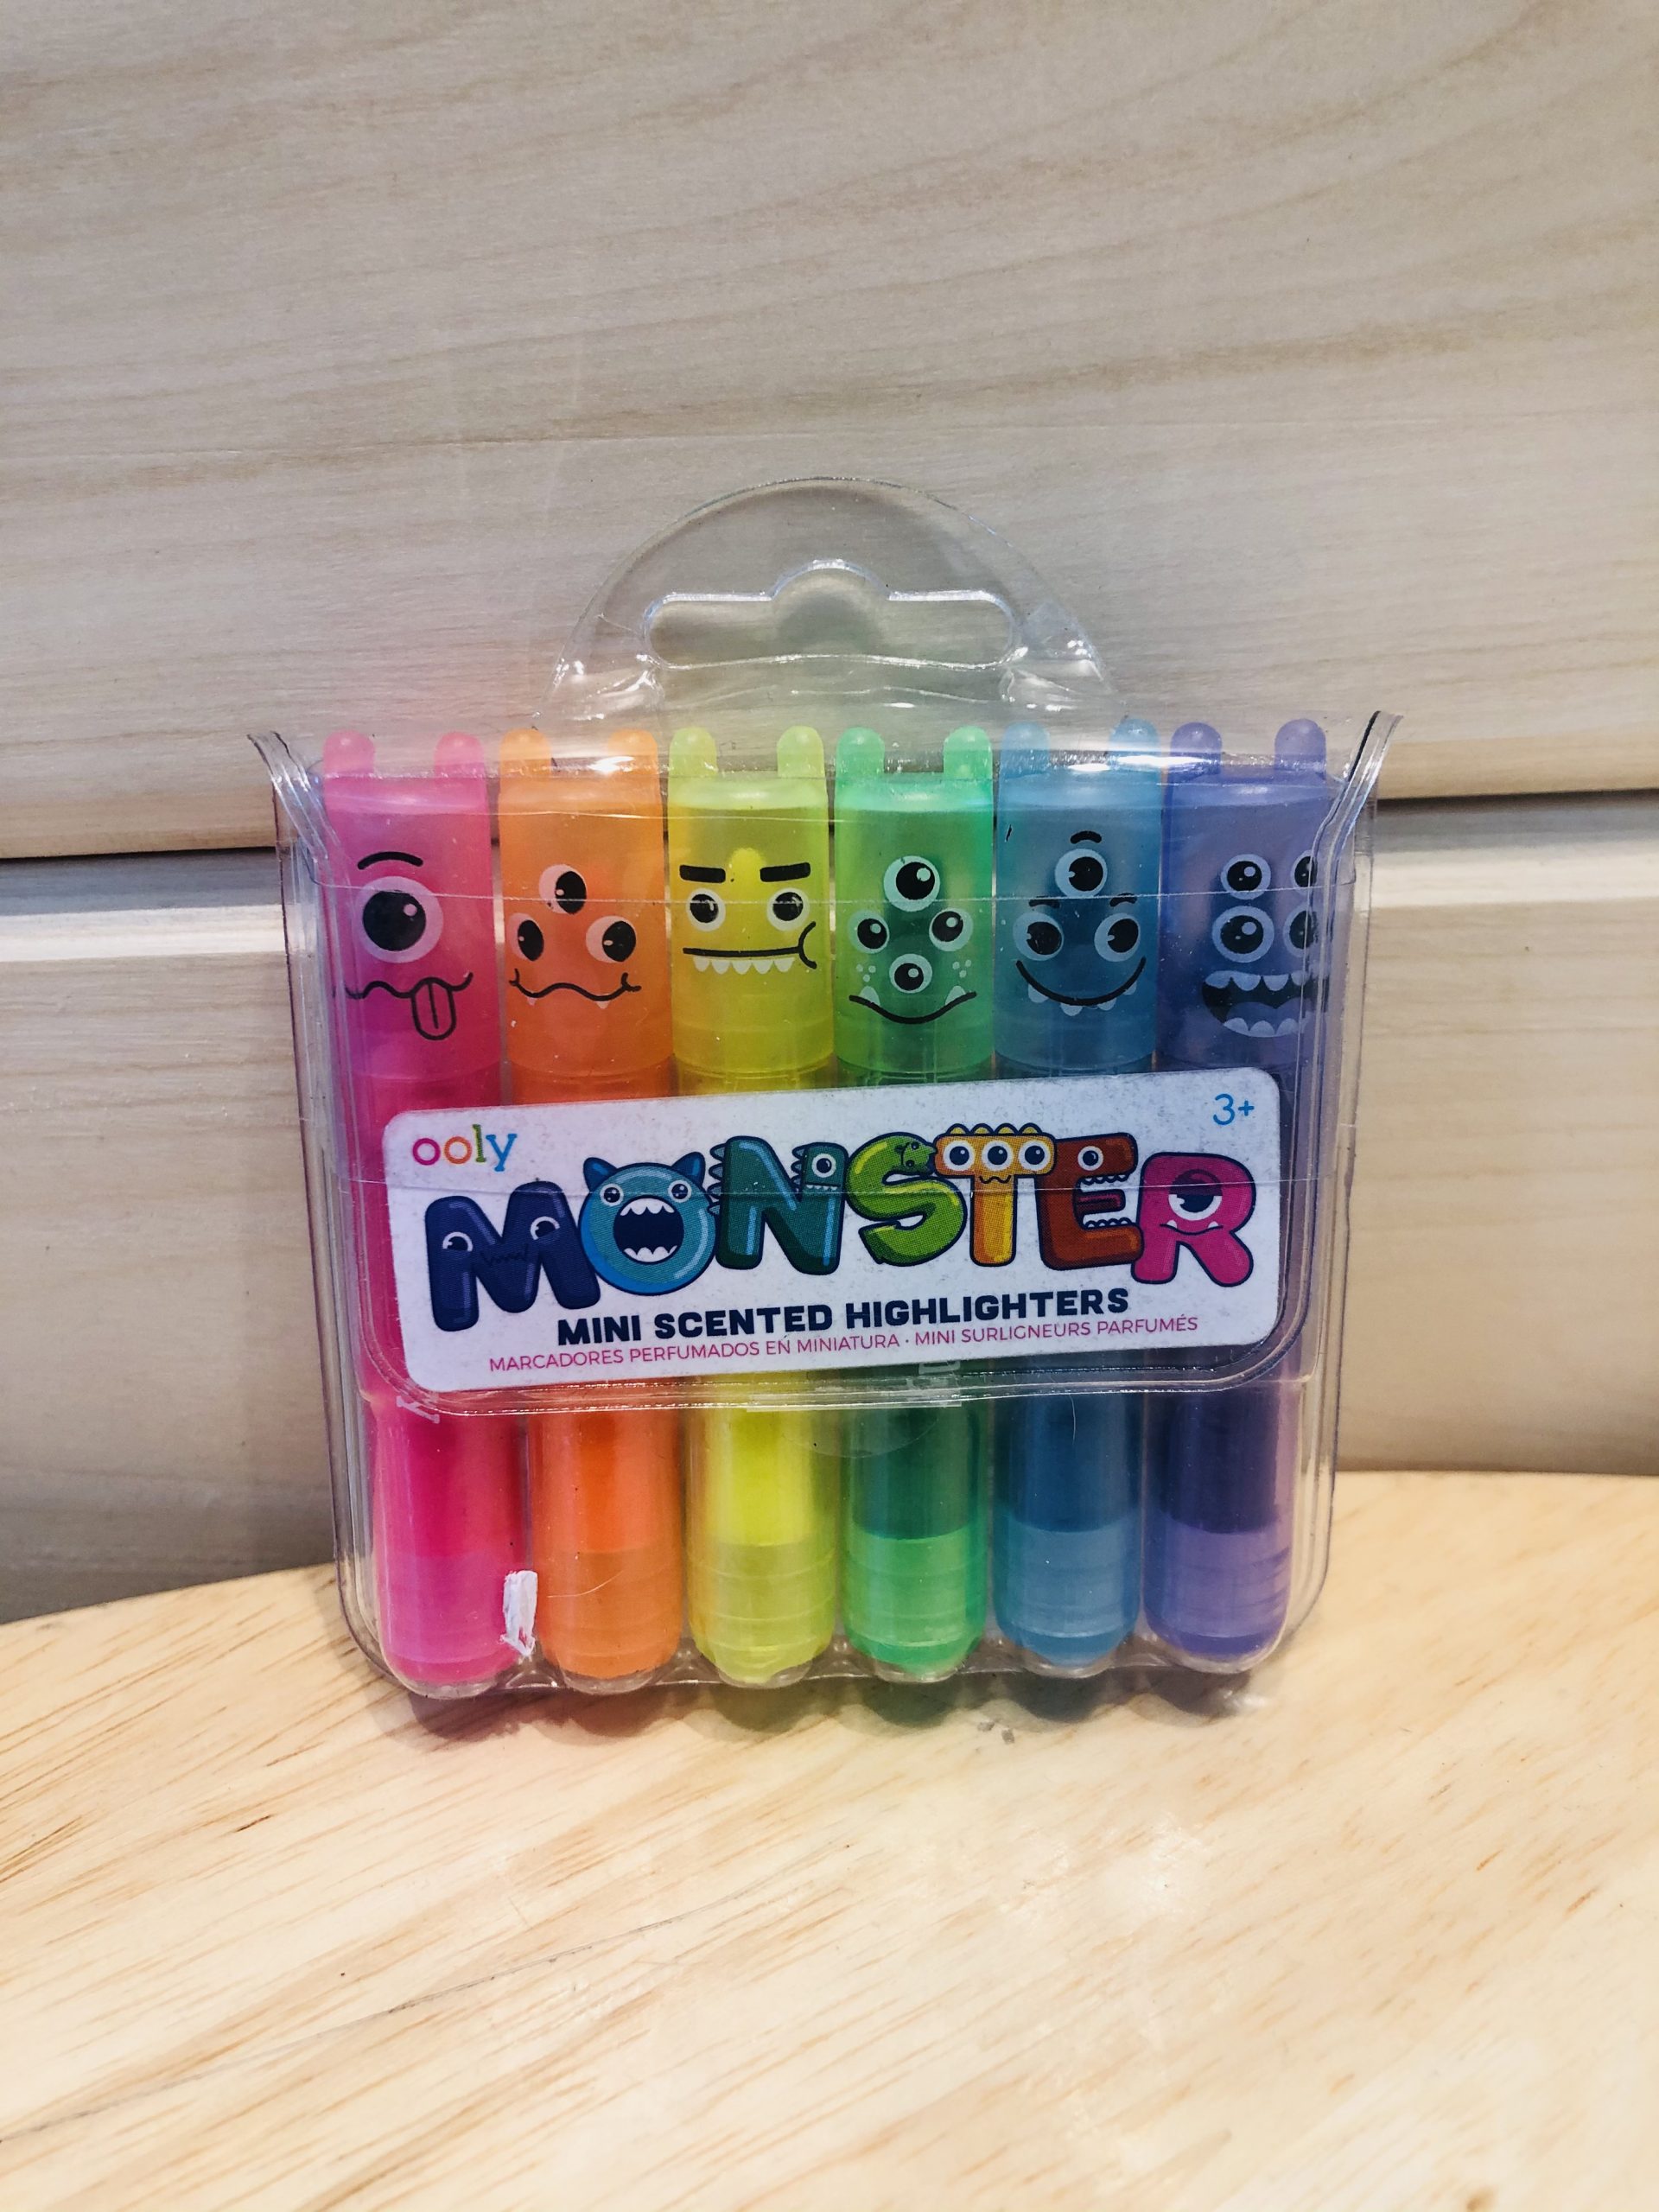 ooly
3+
MONSTER
MINI SCENTED HIGHLIGHTERS
MARCADORES PERFUMADOS EN MINIATURA · MINI SURLIGNEURS PARFUMÉS